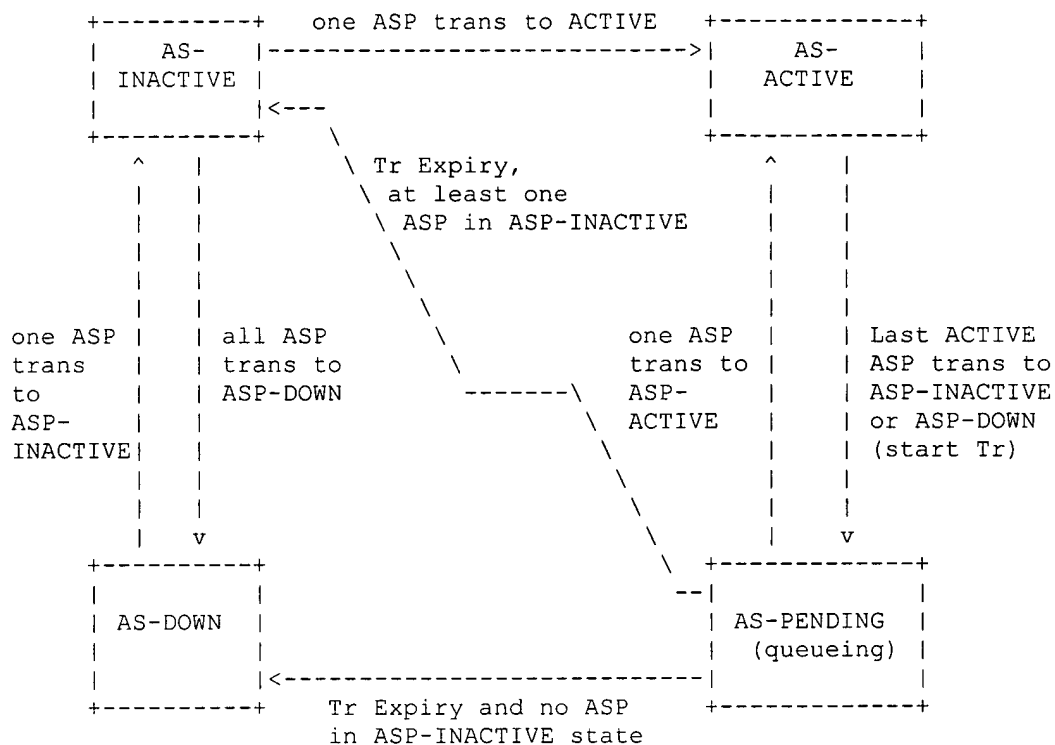 one ASP trans to ACTIVE
AS-
INACTIVE
AS-
ACTIVE
Tr Expiry,
at least one
ASP in ASP-INACTIVE
one ASP
trans
to
ASP-
INACTIVE
all ASP
trans to
ASP-DOWN
one ASP
trans to
ASP-
ACTIVE
Last ACTIVE
ASP trans to
ASP-INACTIVE
or ASP-DOWN
(start Tr)
AS-DOWN
AS-PENDING
(queueing)
Tr Expiry and no ASP
in ASP-INACTIVE state